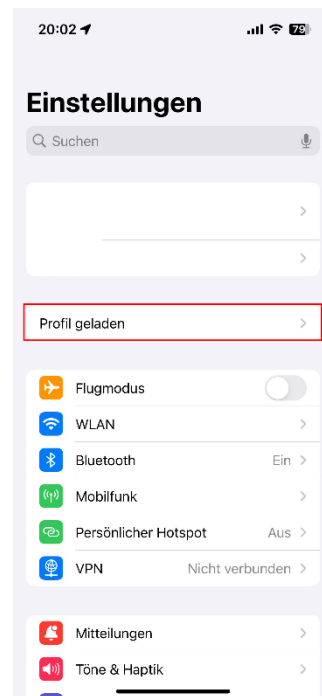 20:02
79
Einstellungen
Suchen
Profil geladen
Flugmodus
WLAN
Bluetooth Ein
Mobilfunk
Persönlicher Hotspot Aus
VPN Nicht verbunden
Mitteilungen
Töne & Haptik